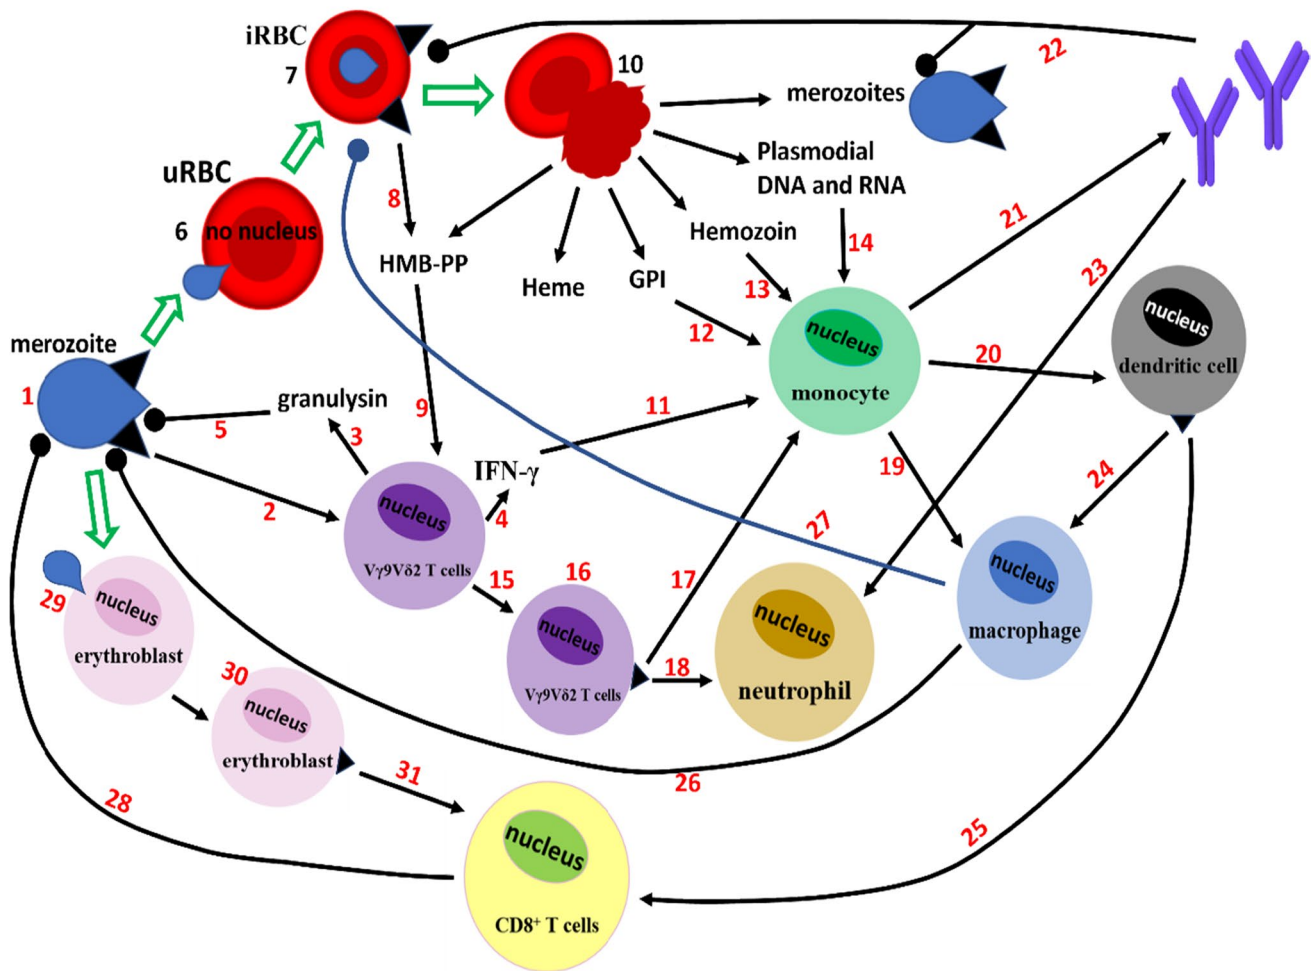 iRBC
7
10
22
merozoites
Plasmodial
DNA and RNA
uRBC
6
no nucleus
8
HMB-PP
Heme
GPI
Hemozoin
14
13
12
21
23
nucleus
dendritic cell
20
nucleus
monocyte
merozoite
1
granulysin
5
3
9
11
IFN-γ
4
2
nucleus
Vγ9Vδ2 T cells
19
24
27
15
16
17
nucleus
Vγ9Vδ2 T cells
18
nucleus
neutrophil
nucleus
macrophage
29
nucleus
erythroblast
30
nucleus
erythroblast
31
26
28
25
nucleus
CD8⁺ T cells